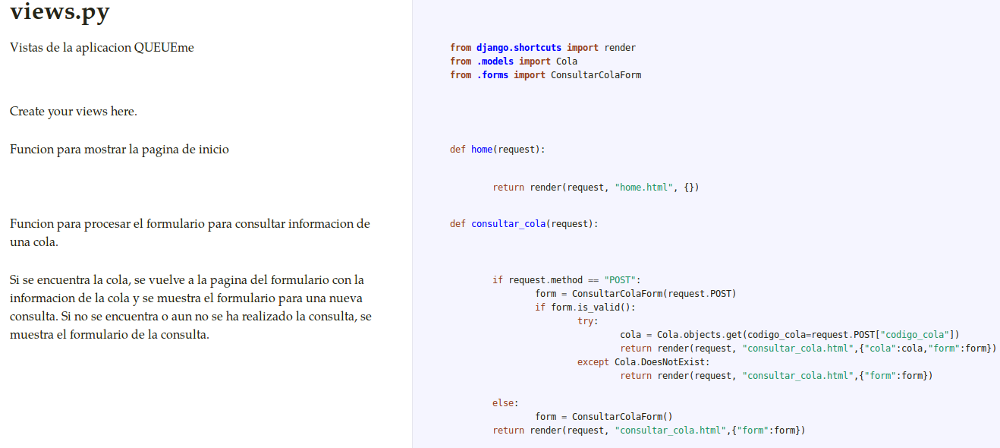 views.py
Vistas de la aplicacion QUEUEme
from django.shortcuts import render
from .models import Cola
from .forms import ConsultarColaForm
Create your views here.
Funcion para mostrar la pagina de inicio
def home(request):
return render(request, "home.html", {})
Funcion para procesar el formulario para consultar informacion de
una cola.
Si se encuentra la cola, se vuelve a la pagina del formulario con la
informacion de la cola y se muestra el formulario para una nueva
consulta. Si no se encuentra o aun no se ha realizado la consulta, se
muestra el formulario de la consulta.
def consultar_cola(request):
if request.method == "POST":
form = ConsultarColaForm(request.POST)
if form.is_valid():
try:
cola = Cola.objects.get(codigo_cola=request.POST["codigo_cola"])
return render(request, "consultar_cola.html",{"cola":cola,"form":form})
except Cola.DoesNotExist:
return render(request, "consultar_cola.html",{"form":form})
else:
form = ConsultarColaForm()
return render(request, "consultar_cola.html",{"form":form})